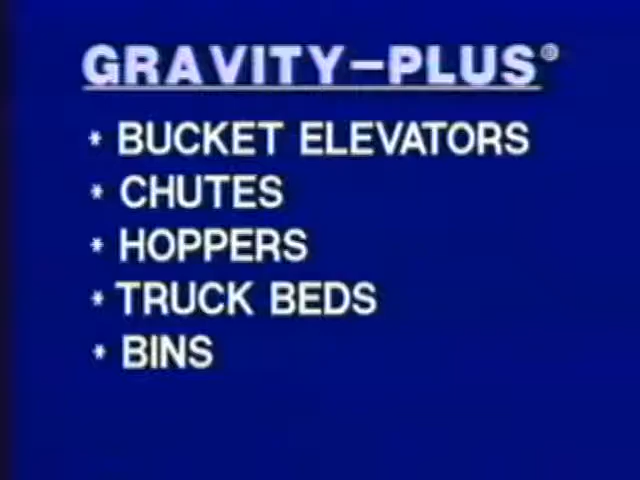 GRAVITY-PLUS®
* BUCKET ELEVATORS
* CHUTES
* HOPPERS
* TRUCK BEDS
* BINS